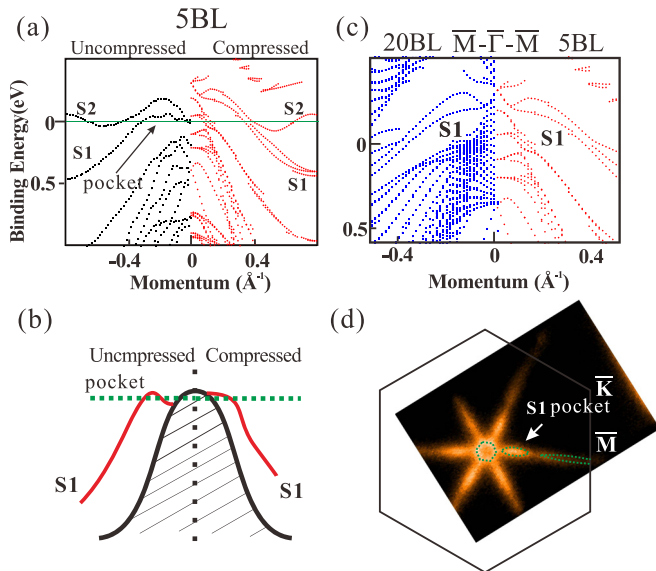 (a)
5BL
Uncompressed
Compressed
S2
S2
0
S1
pocket
S1
0.5
Binding Energy(eV)
-0.4
0
0.4
Momentum (Å⁻¹)
(c)
20BL
M̅-Γ̅-M̅
5BL
S1
S1
0
0.5
-0.4
0
0.4
Momentum (Å⁻¹)
(b)
Uncmpressed
Compressed
pocket
S1
S1
(d)
K̅
S1 pocket
M̅